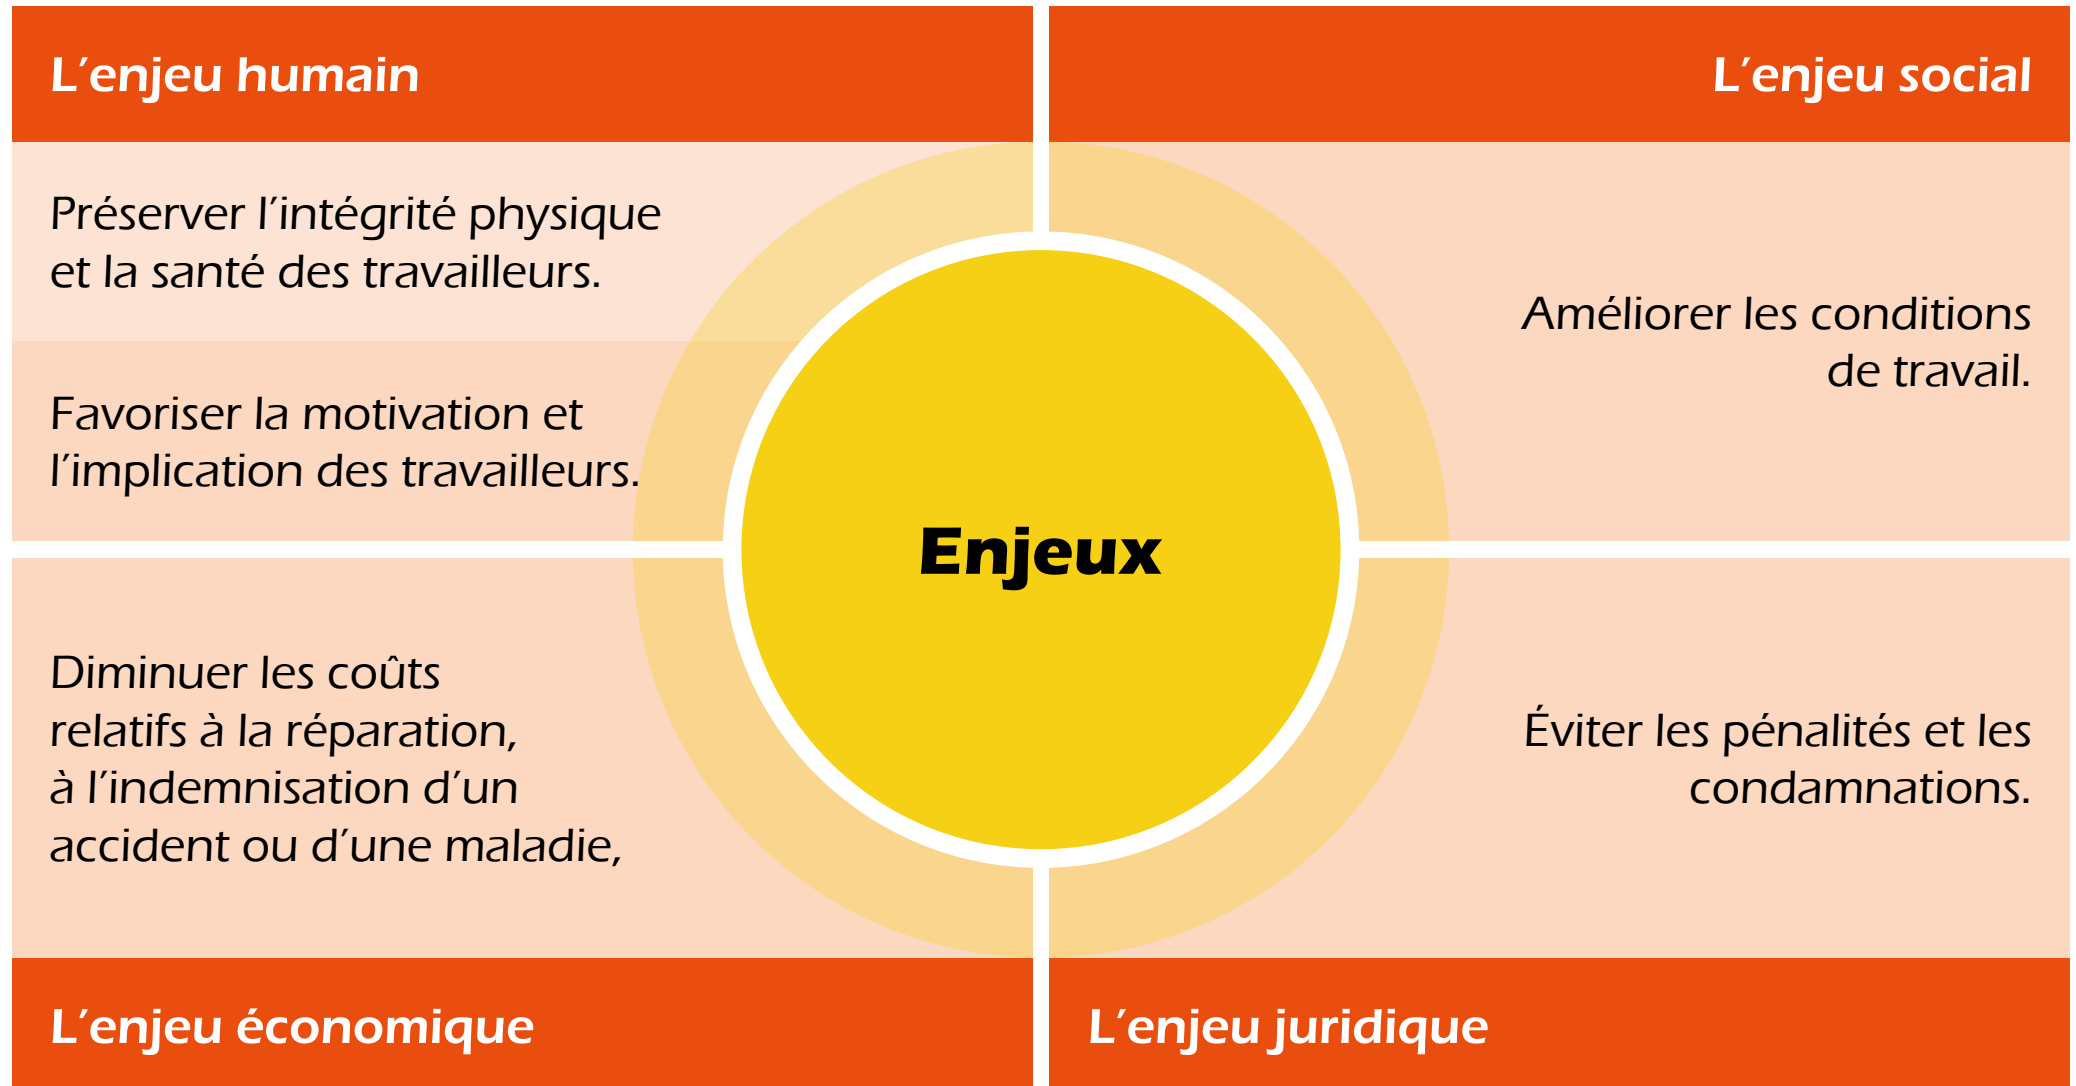 L’enjeu humain
Préserver l’intégrité physique
et la santé des travailleurs.
Favoriser la motivation et
l’implication des travailleurs.
L’enjeu social
Améliorer les conditions
de travail.
Enjeux
Diminuer les coûts
relatifs à la réparation,
à l’indemnisation d’un
accident ou d’une maladie,
L’enjeu économique
Éviter les pénalités et les
condamnations.
L’enjeu juridique